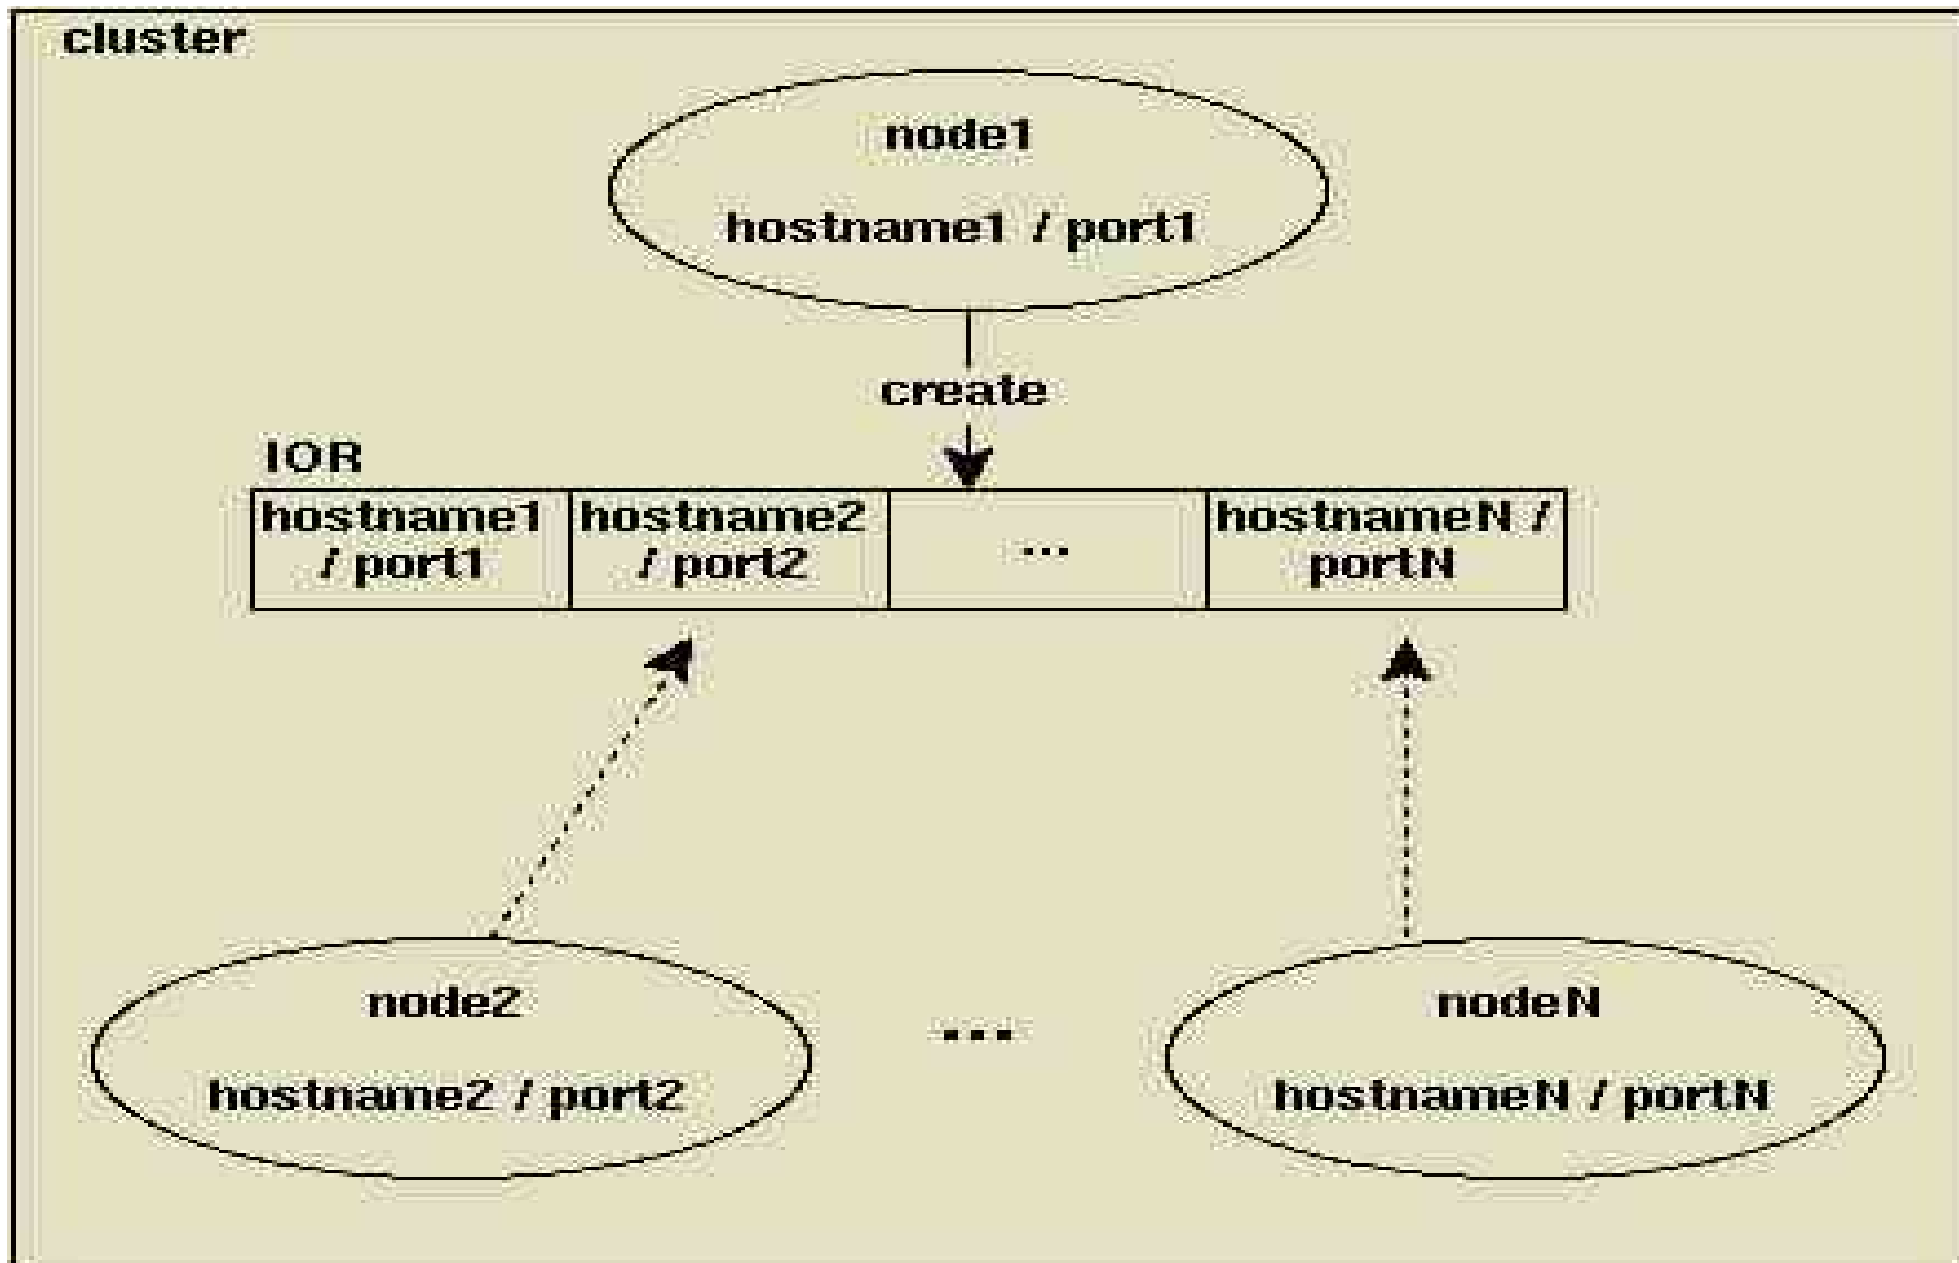 cluster
node1
hostname1 / port1
create
IOR
hostname1
/ port1
hostname2
/ port2
...
hostnameN /
portN
node2
hostname2 / port2
...
nodeN
hostnameN / portN